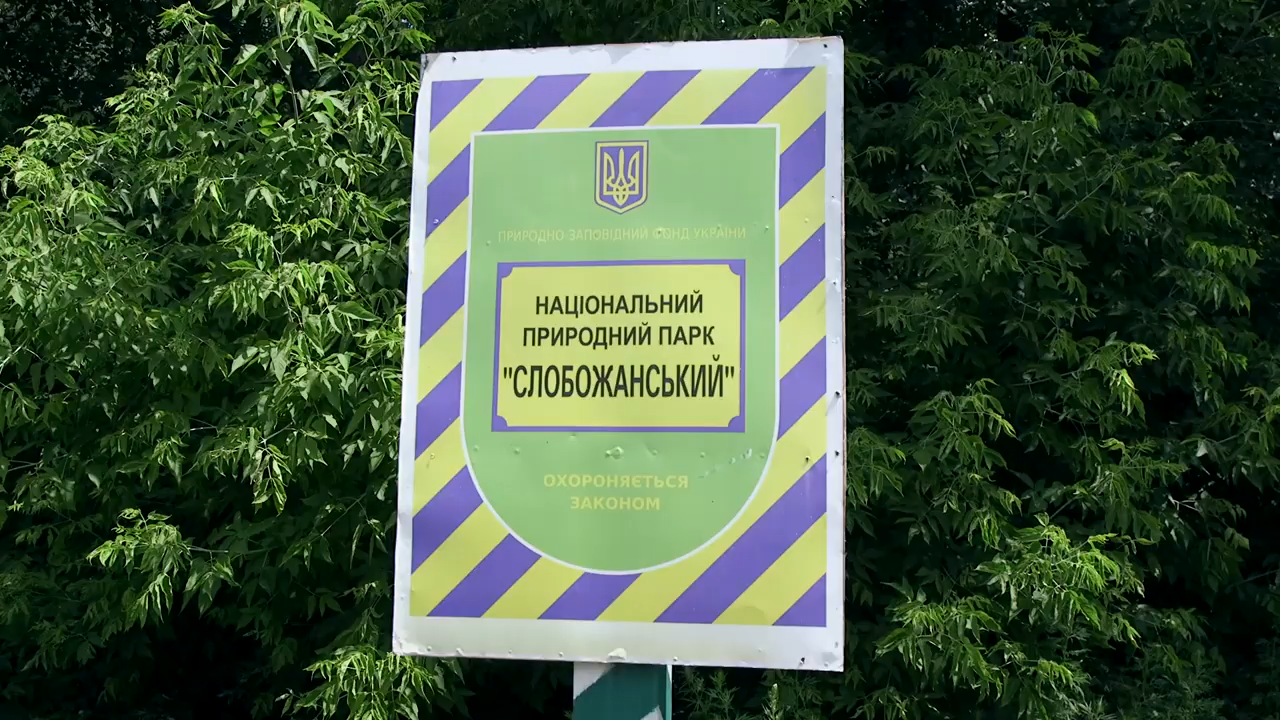 ПРИРОДНО-ЗАПОВІДНИЙ ФОНД УКРАЇНИ
НАЦІОНАЛЬНИЙ
ПРИРОДНИЙ ПАРК
"СЛОБОЖАНСЬКИЙ"
ОХОРОНЯЄТЬСЯ
ЗАКОНОМ